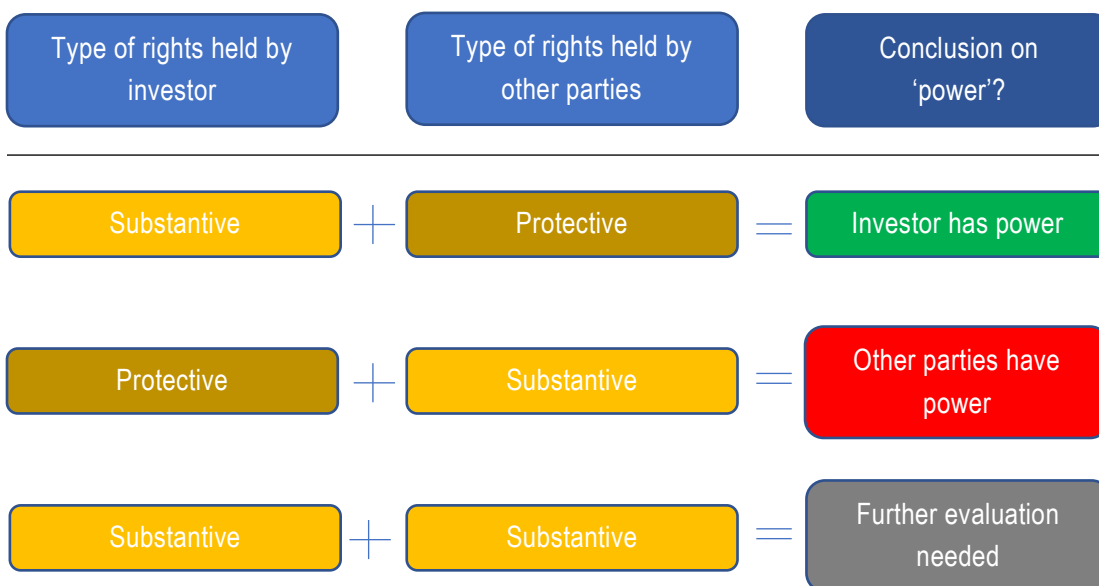 Type of rights held by
investor
Type of rights held by
other parties
Conclusion on
‘power’?
Substantive
Protective
Investor has power
Protective
Substantive
Other parties have
power
Substantive
Substantive
Further evaluation
needed